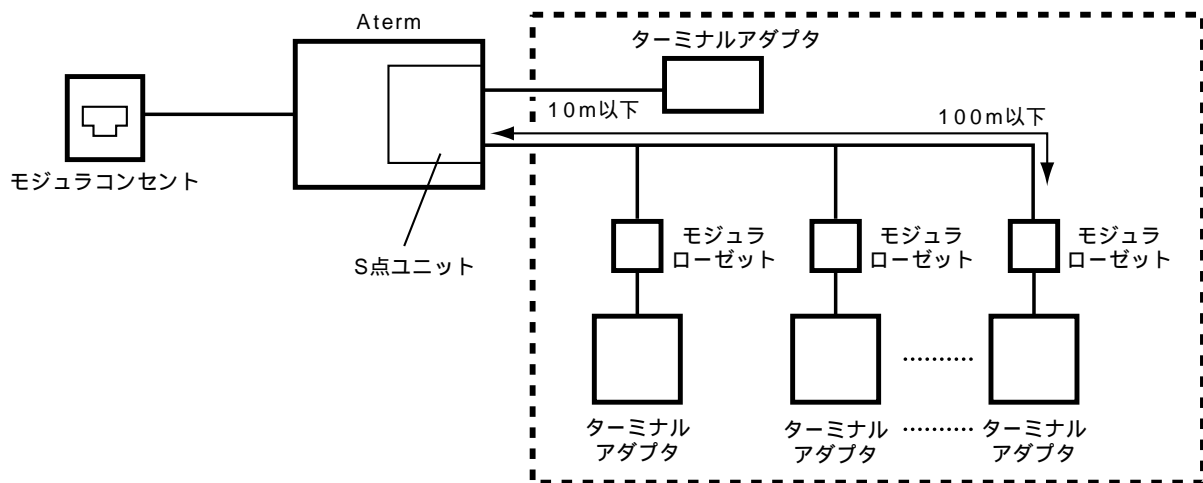 Aterm
ターミナルアダプタ
10m以下
100m以下
モジュラコンセント
S点ユニット
モジュラ
ローゼット
モジュラ
ローゼット
モジュラ
ローゼット
ターミナル
アダプタ
ターミナル
アダプタ
ターミナル
アダプタ